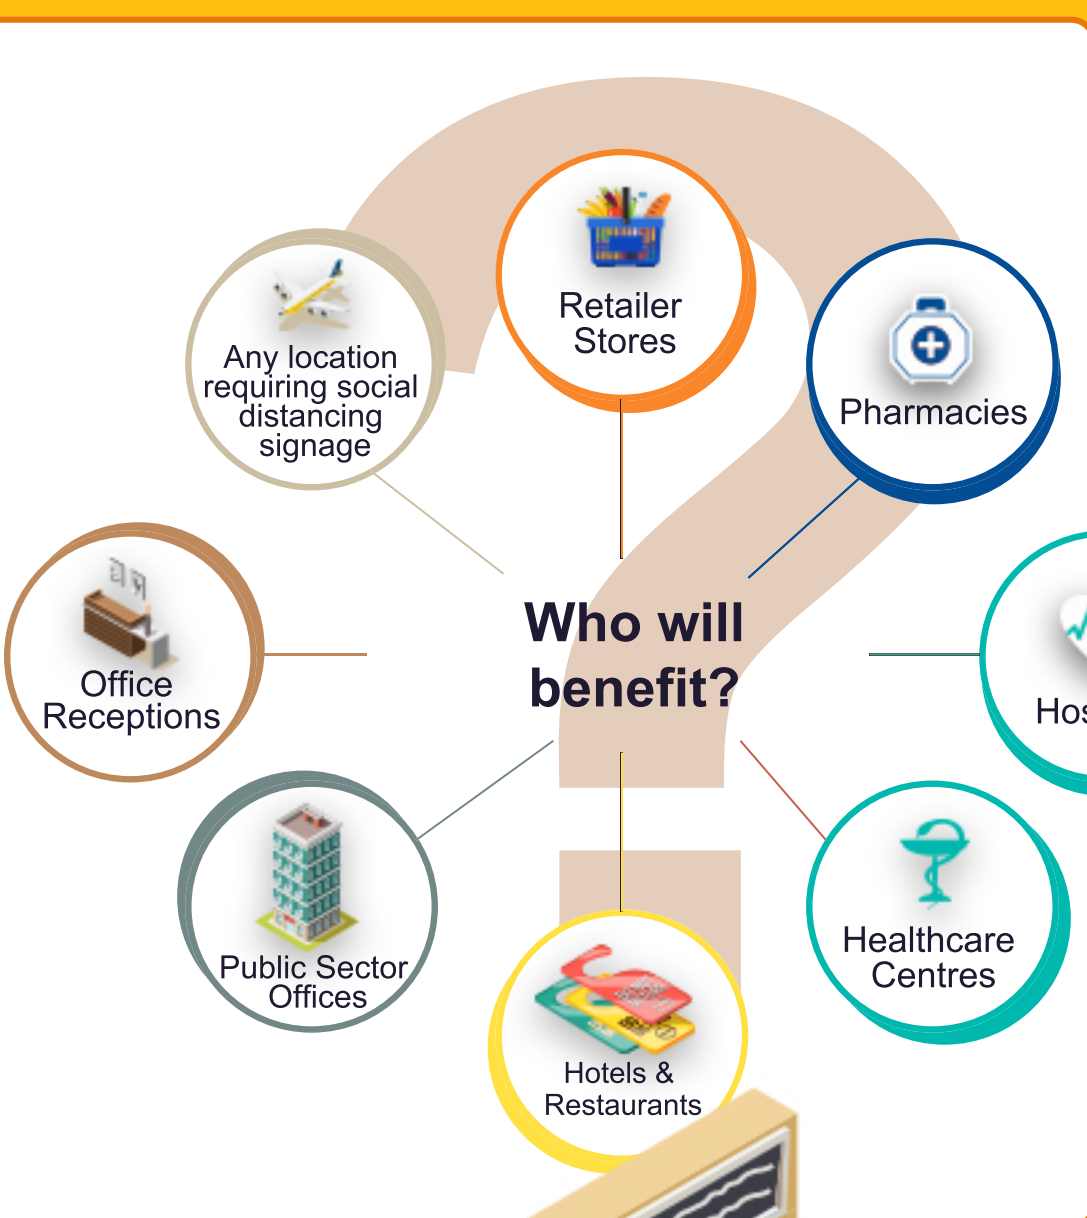 Retailer
Stores
Any location
requiring social
distancing
signage
Pharmacies
Who will
benefit?
Office
Receptions
Hos
Public Sector
Offices
Healthcare
Centres
Hotels &
Restaurants